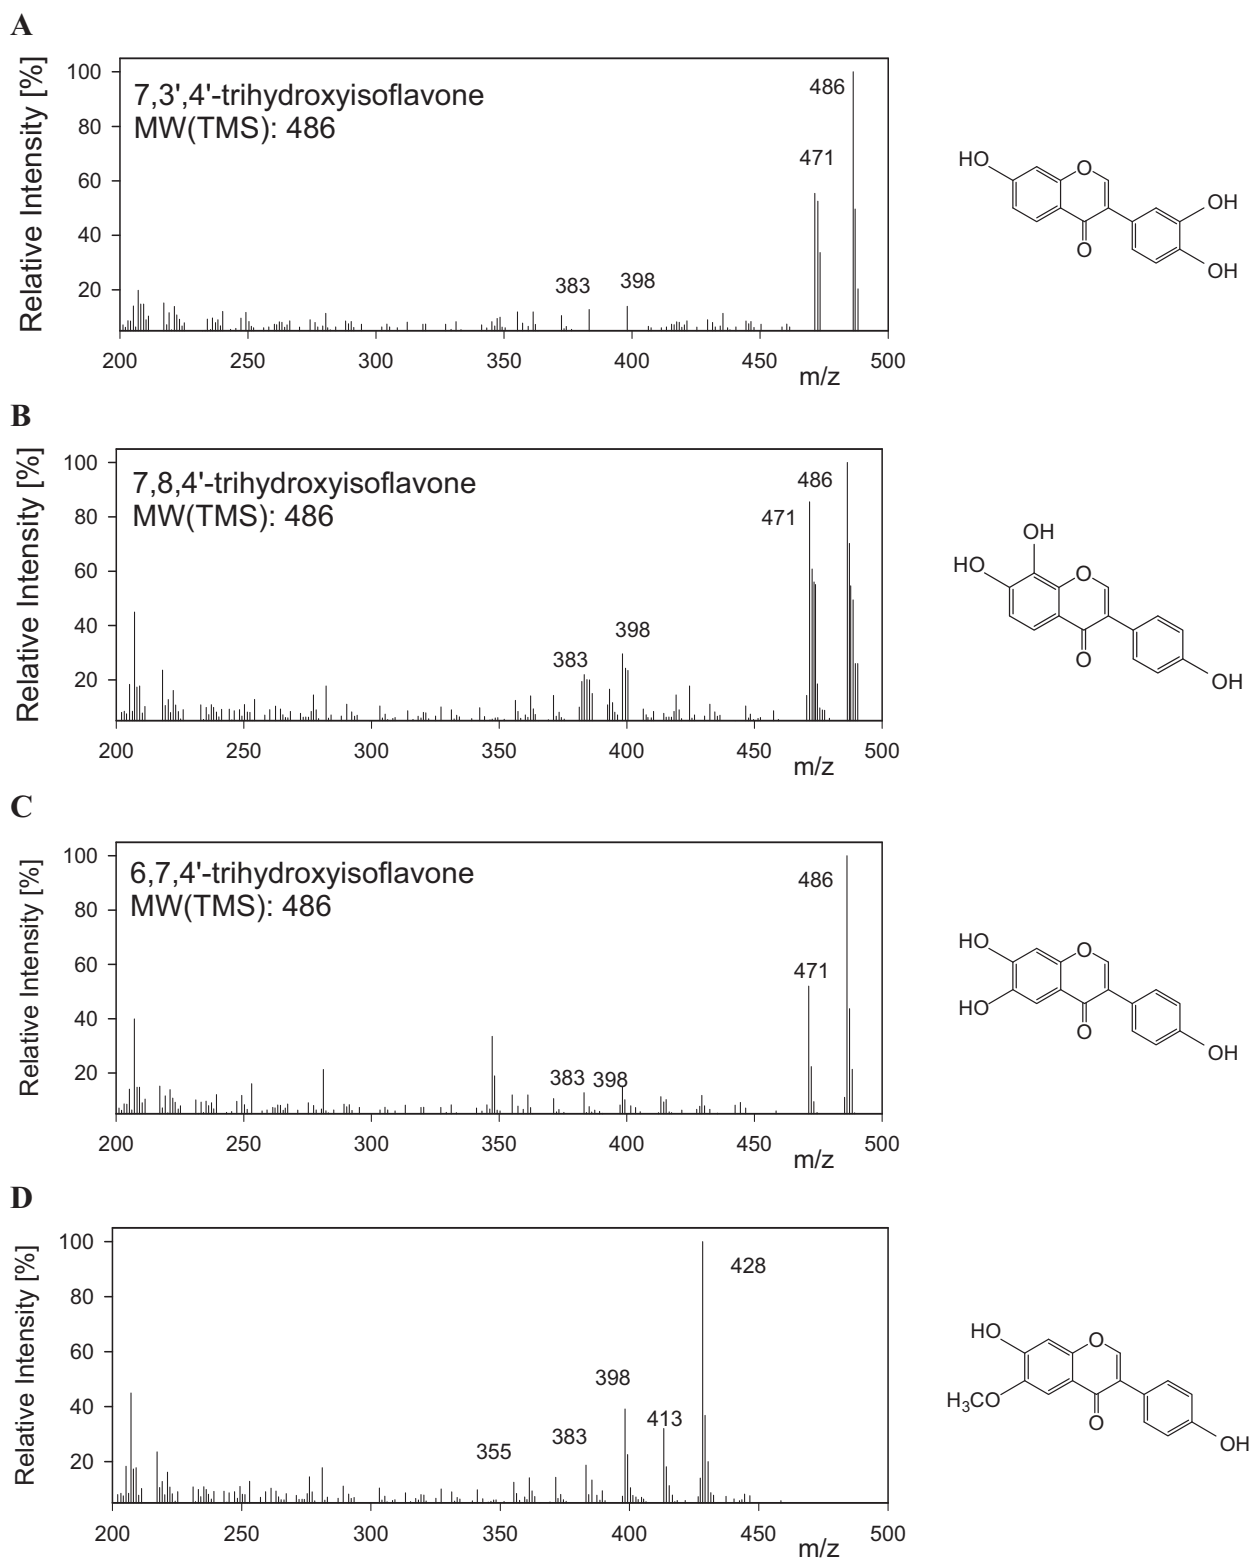 A
Relative Intensity [%]
100
80
60
40
20
7,3',4'-trihydroxyisoflavone
MW(TMS): 486
486
471
383
398
200
250
300
350
400
450
500
m/z
HO
O
O
OH
OH
B
Relative Intensity [%]
100
80
60
40
20
7,8,4'-trihydroxyisoflavone
MW(TMS): 486
486
471
398
383
200
250
300
350
400
450
500
m/z
OH
HO
O
O
OH
C
Relative Intensity [%]
100
80
60
40
20
6,7,4'-trihydroxyisoflavone
MW(TMS): 486
486
471
383
398
200
250
300
350
400
450
500
m/z
HO
O
HO
O
OH
D
Relative Intensity [%]
100
80
60
40
20
428
398
413
383
355
200
250
300
350
400
450
500
m/z
HO
O
H3CO
O
OH